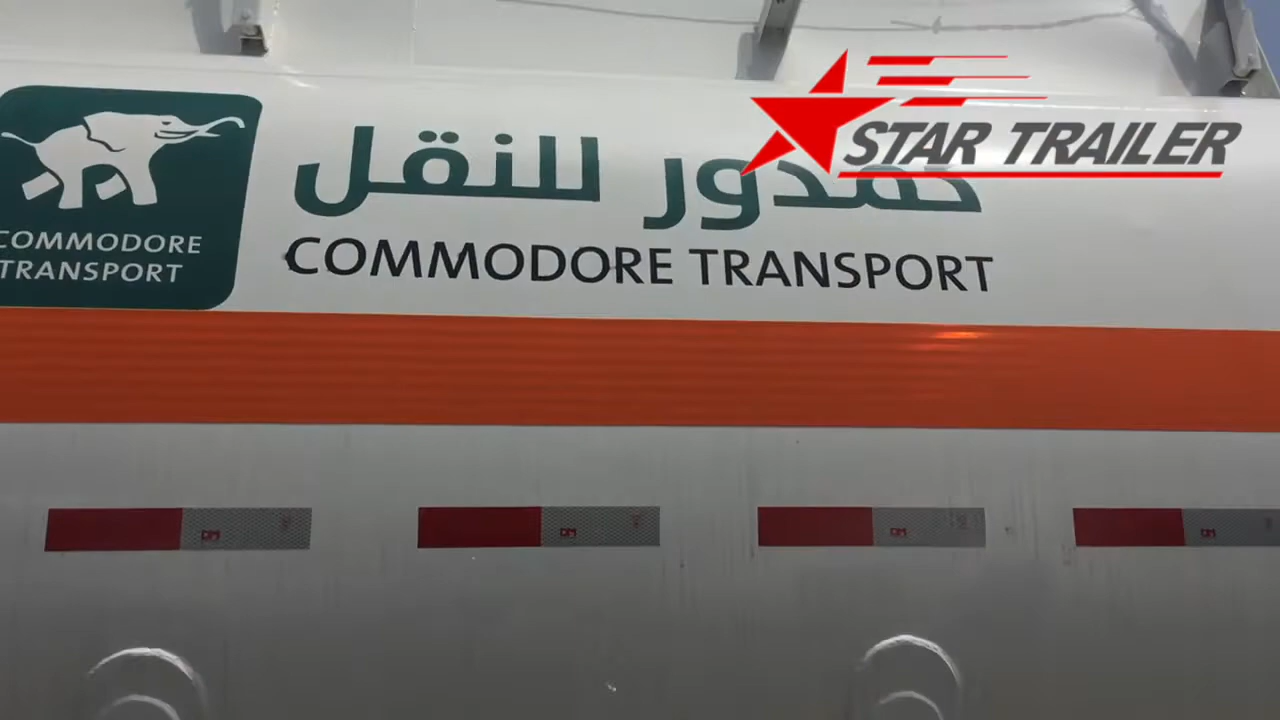 STAR TRAILER
كمدور للنقل
COMMODORE TRANSPORT
COMMODORE
TRANSPORT